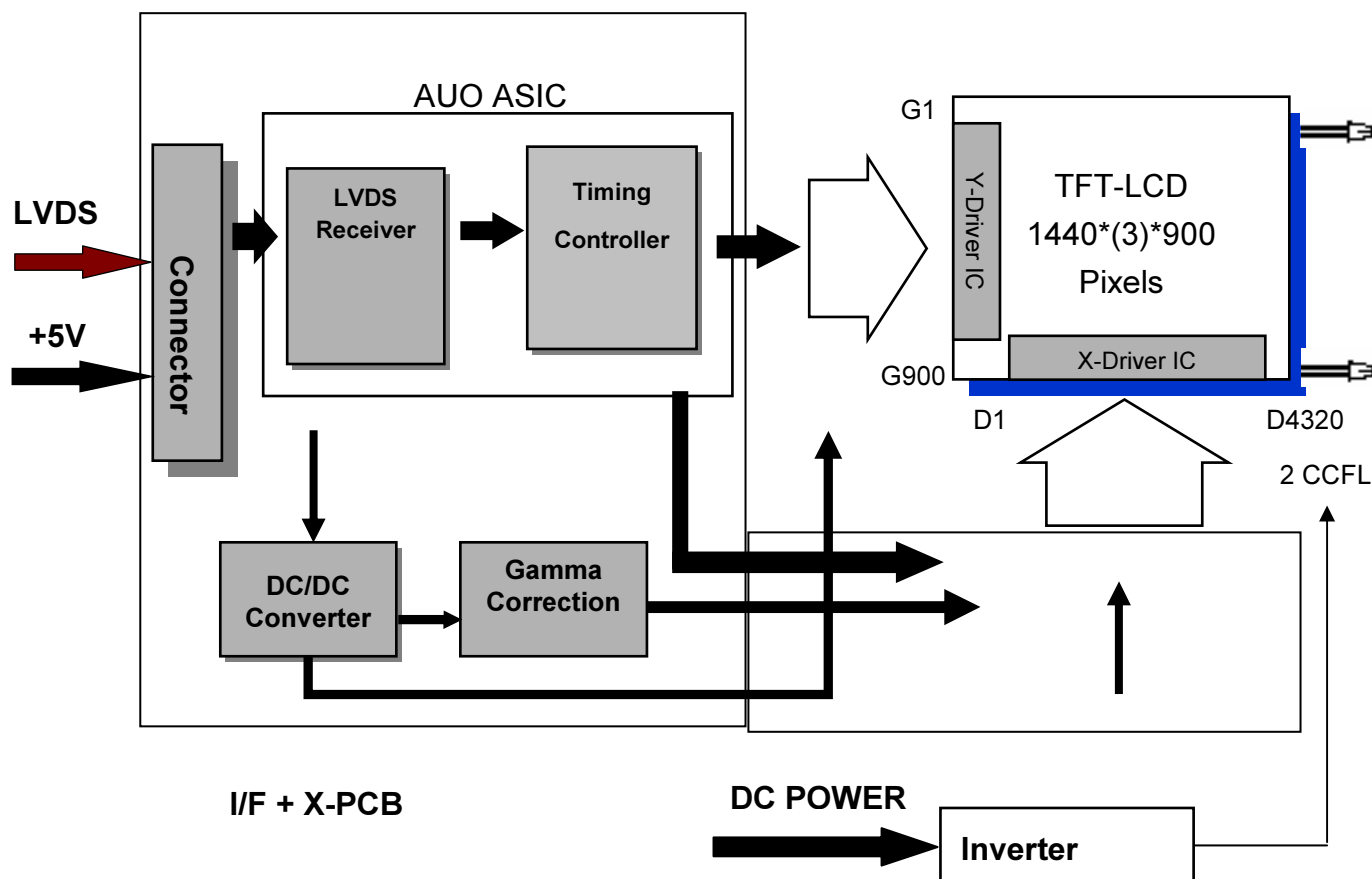 AUO ASIC
LVDS
+5V
Connector
LVDS
Receiver
Timing
Controller
G1
Y-Driver IC
TFT-LCD
1440*(3)*900
Pixels
X-Driver IC
G900
D1
D4320
2 CCFL
DC/DC
Converter
Gamma
Correction
I/F + X-PCB
DC POWER
Inverter